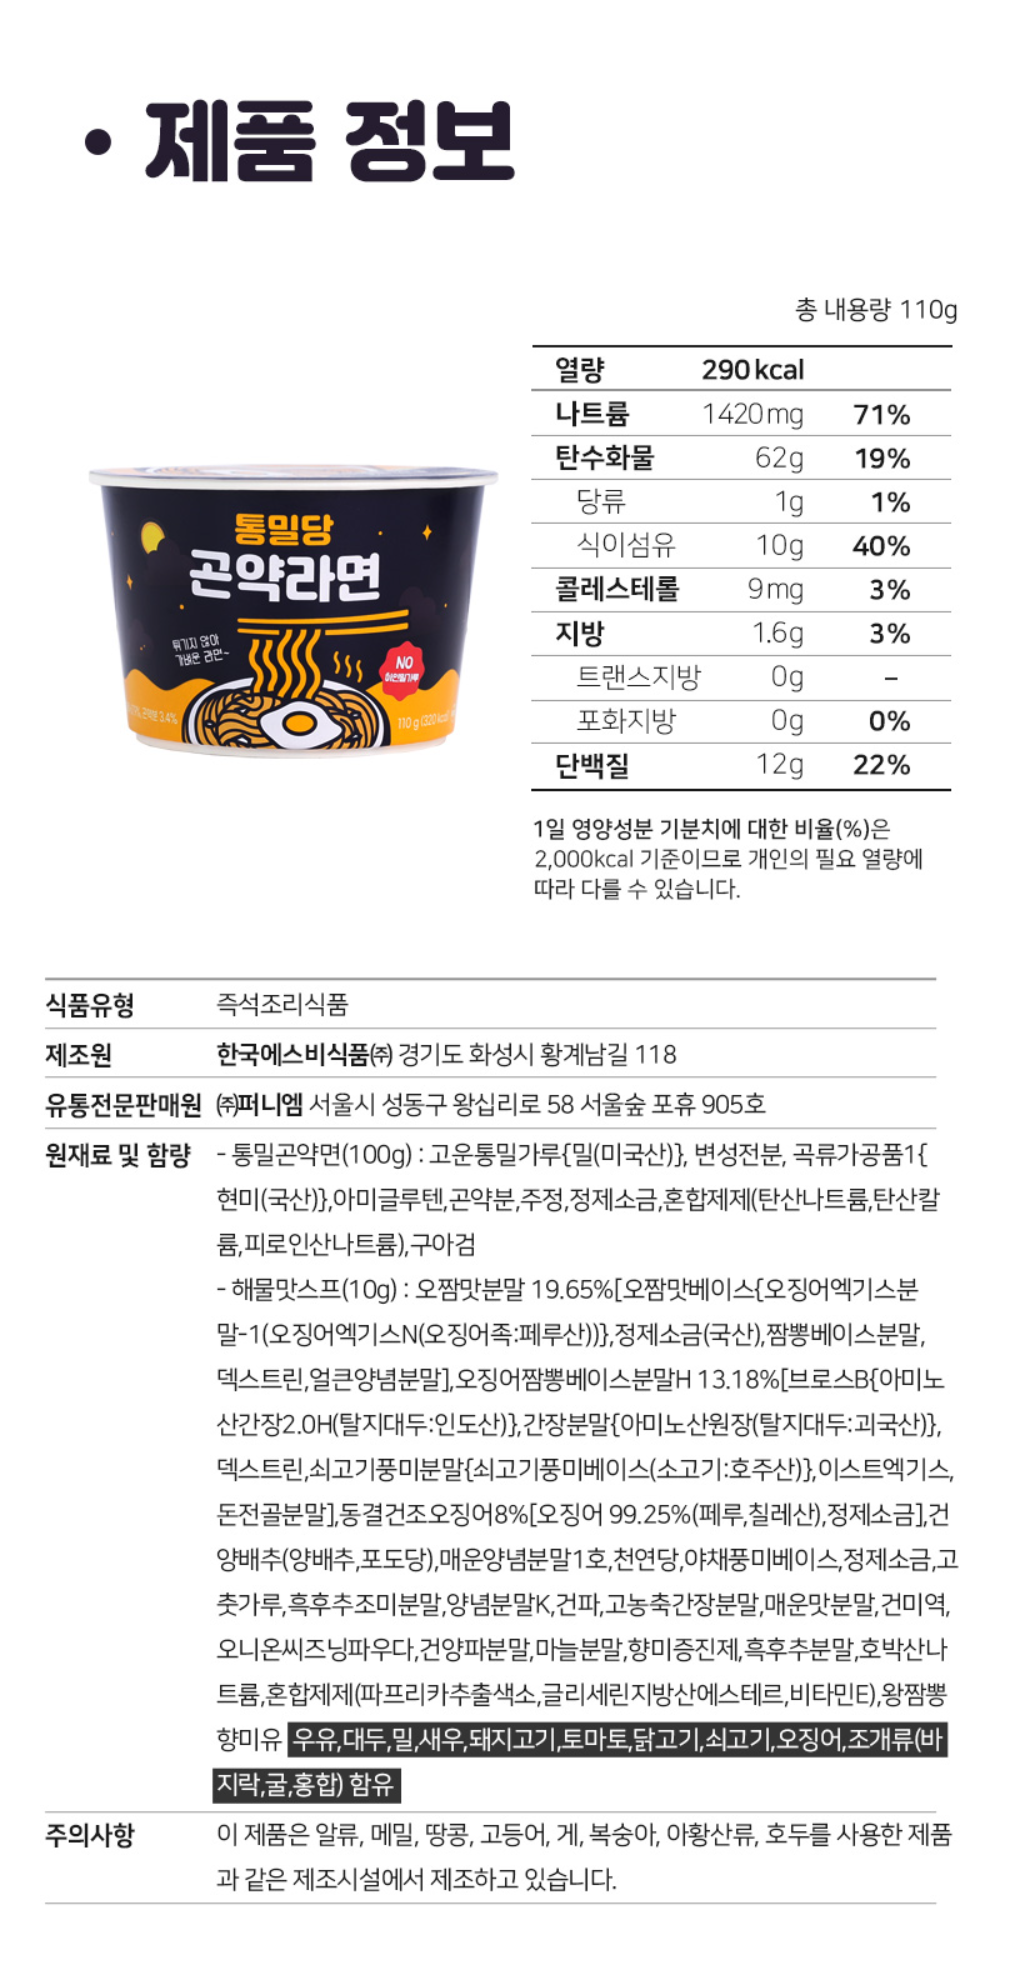 • 제품 정보
총 내용량 110g
열량 290 kcal
나트륨 1420mg 71%
탄수화물 62g 19%
당류 1g 1%
식이섬유 10g 40%
콜레스테롤 9mg 3%
지방 1.6g 3%
트랜스지방 0g –
포화지방 0g 0%
단백질 12g 22%
통밀당
곤약라면
튀기지 않아
가벼운 라면~
NO
곤약분 3.4%
110 g (320 kcal)
1일 영양성분 기분치에 대한 비율(%)은
2,000kcal 기준이므로 개인의 필요 열량에
따라 다를 수 있습니다.
식품유형 즉석조리식품
제조원 한국에스비식품㈜ 경기도 화성시 황계남길 118
유통전문판매원 ㈜퍼니엠 서울시 성동구 왕십리로 58 서울숲 포휴 905호
원재료 및 함량 - 통밀곤약면(100g) : 고운통밀가루{밀(미국산)}, 변성전분, 곡류가공품1{
현미(국산)},아미글루텐,곤약분,주정,정제소금,혼합제제(탄산나트륨,탄산칼
륨,피로인산나트륨),구아검
- 해물맛스프(10g) : 오짬맛분말 19.65%[오짬맛베이스{오징어엑기스분
말-1(오징어엑기스N(오징어족:페루산))},정제소금(국산),짬뽕베이스분말,
덱스트린,얼큰양념분말],오징어짬뽕베이스분말H 13.18%[브로스B{아미노
산간장2.0H(탈지대두:인도산)},간장분말{아미노산원장(탈지대두:괴국산)},
덱스트린,쇠고기풍미분말{쇠고기풍미베이스(소고기:호주산)},이스트엑기스,
돈전골분말],동결건조오징어8%[오징어 99.25%(페루,칠레산),정제소금],건
양배추(양배추,포도당),매운양념분말1호,천연당,야채풍미베이스,정제소금,고
춧가루,흑후추조미분말,양념분말K,건파,고농축간장분말,매운맛분말,건미역,
오니온씨즈닝파우다,건양파분말,마늘분말,향미증진제,흑후추분말,호박산나
트륨,혼합제제(파프리카추출색소,글리세린지방산에스테르,비타민E),왕짬뽕
향미유 우유,대두,밀,새우,돼지고기,토마토,닭고기,쇠고기,오징어,조개류(바
지락,굴,홍합) 함유
주의사항 이 제품은 알류, 메밀, 땅콩, 고등어, 게, 복숭아, 아황산류, 호두를 사용한 제품
과 같은 제조시설에서 제조하고 있습니다.